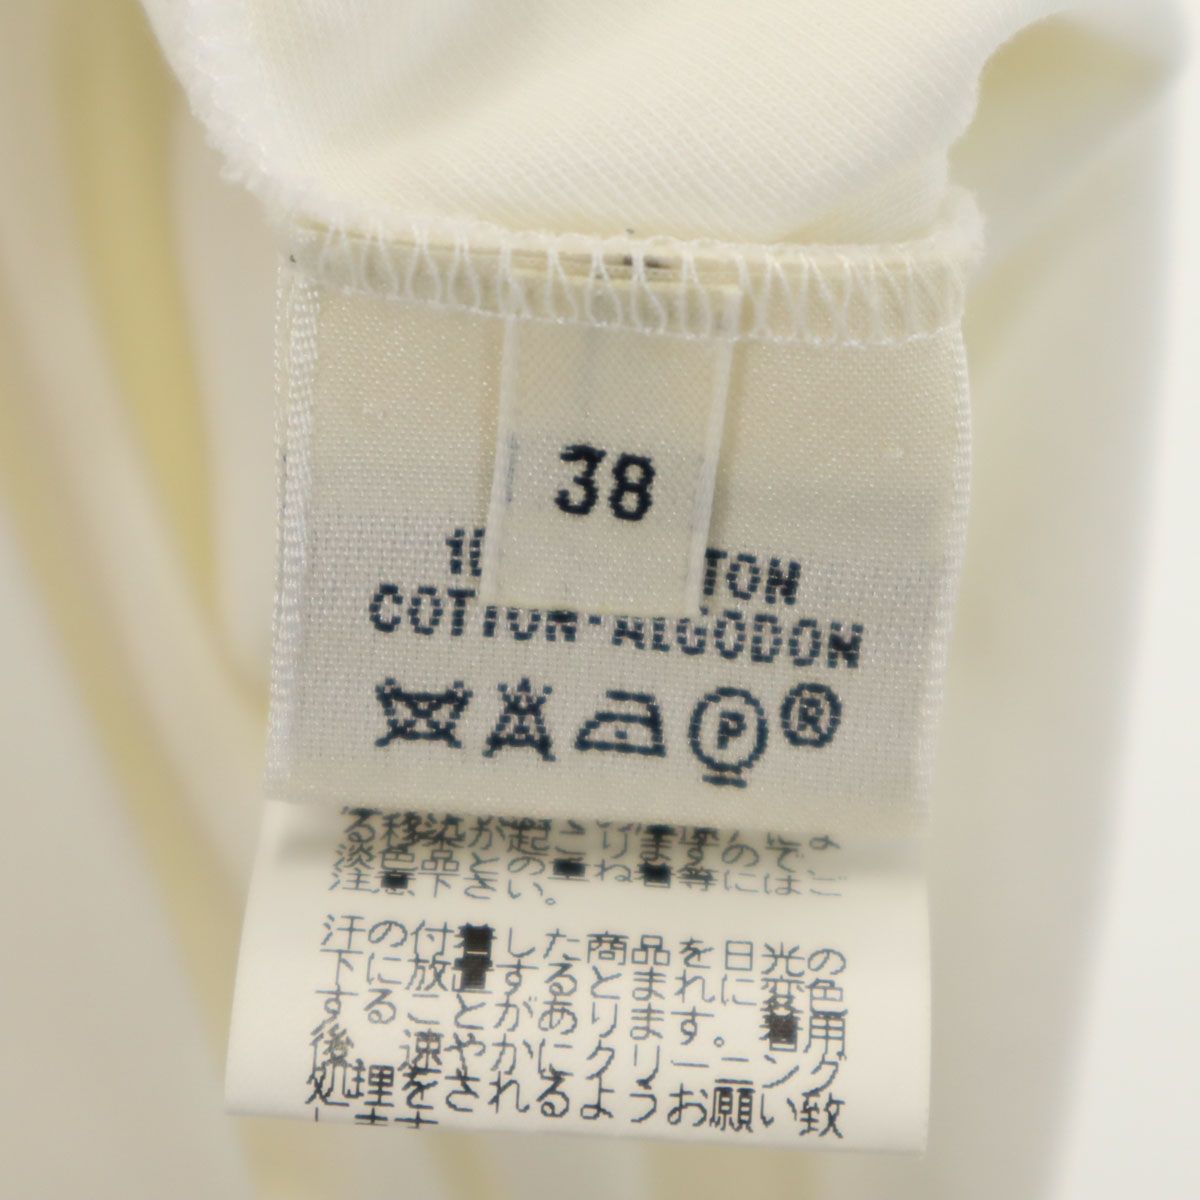 38
TON
COTTON·ALGODON
P ®
る移染が起こりますので
淡色品との重ね着等にはご
注意下さい。
汗の付着したる商品を日光の
下に放置しますと変色
することがあります。着用
後、速やかにクリーニング
処理をされるようお願い致